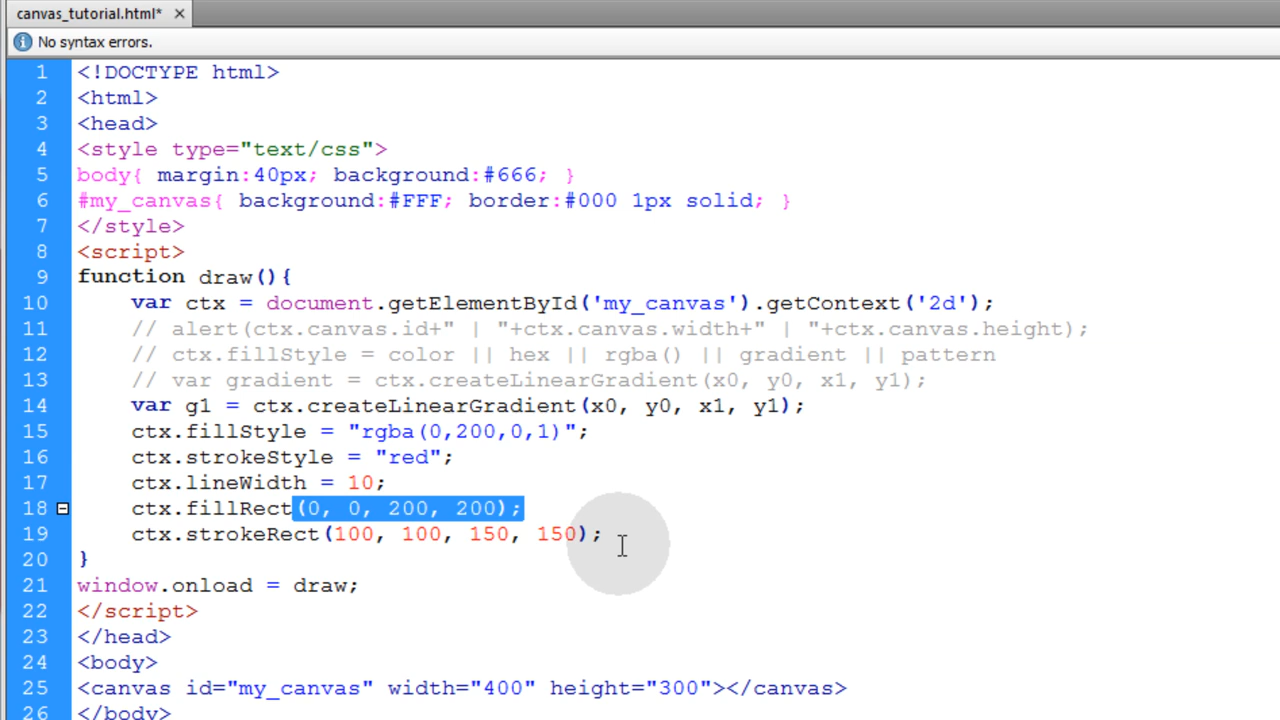 canvas_tutorial.html* ×
No syntax errors.
1 <!DOCTYPE html>
2 <html>
3 <head>
4 <style type="text/css">
5 body{ margin:40px; background:#666; }
6 #my_canvas{ background:#FFF; border:#000 1px solid; }
7 </style>
8 <script>
9 function draw(){
10 var ctx = document.getElementById('my_canvas').getContext('2d');
11 // alert(ctx.canvas.id+" | "+ctx.canvas.width+" | "+ctx.canvas.height);
12 // ctx.fillStyle = color || hex || rgba() || gradient || pattern
13 // var gradient = ctx.createLinearGradient(x0, y0, x1, y1);
14 var g1 = ctx.createLinearGradient(x0, y0, x1, y1);
15 ctx.fillStyle = "rgba(0,200,0,1)";
16 ctx.strokeStyle = "red";
17 ctx.lineWidth = 10;
18 ctx.fillRect(0, 0, 200, 200);
19 ctx.strokeRect(100, 100, 150, 150);
20 }
21 window.onload = draw;
22 </script>
23 </head>
24 <body>
25 <canvas id="my_canvas" width="400" height="300"></canvas>
26 </body>